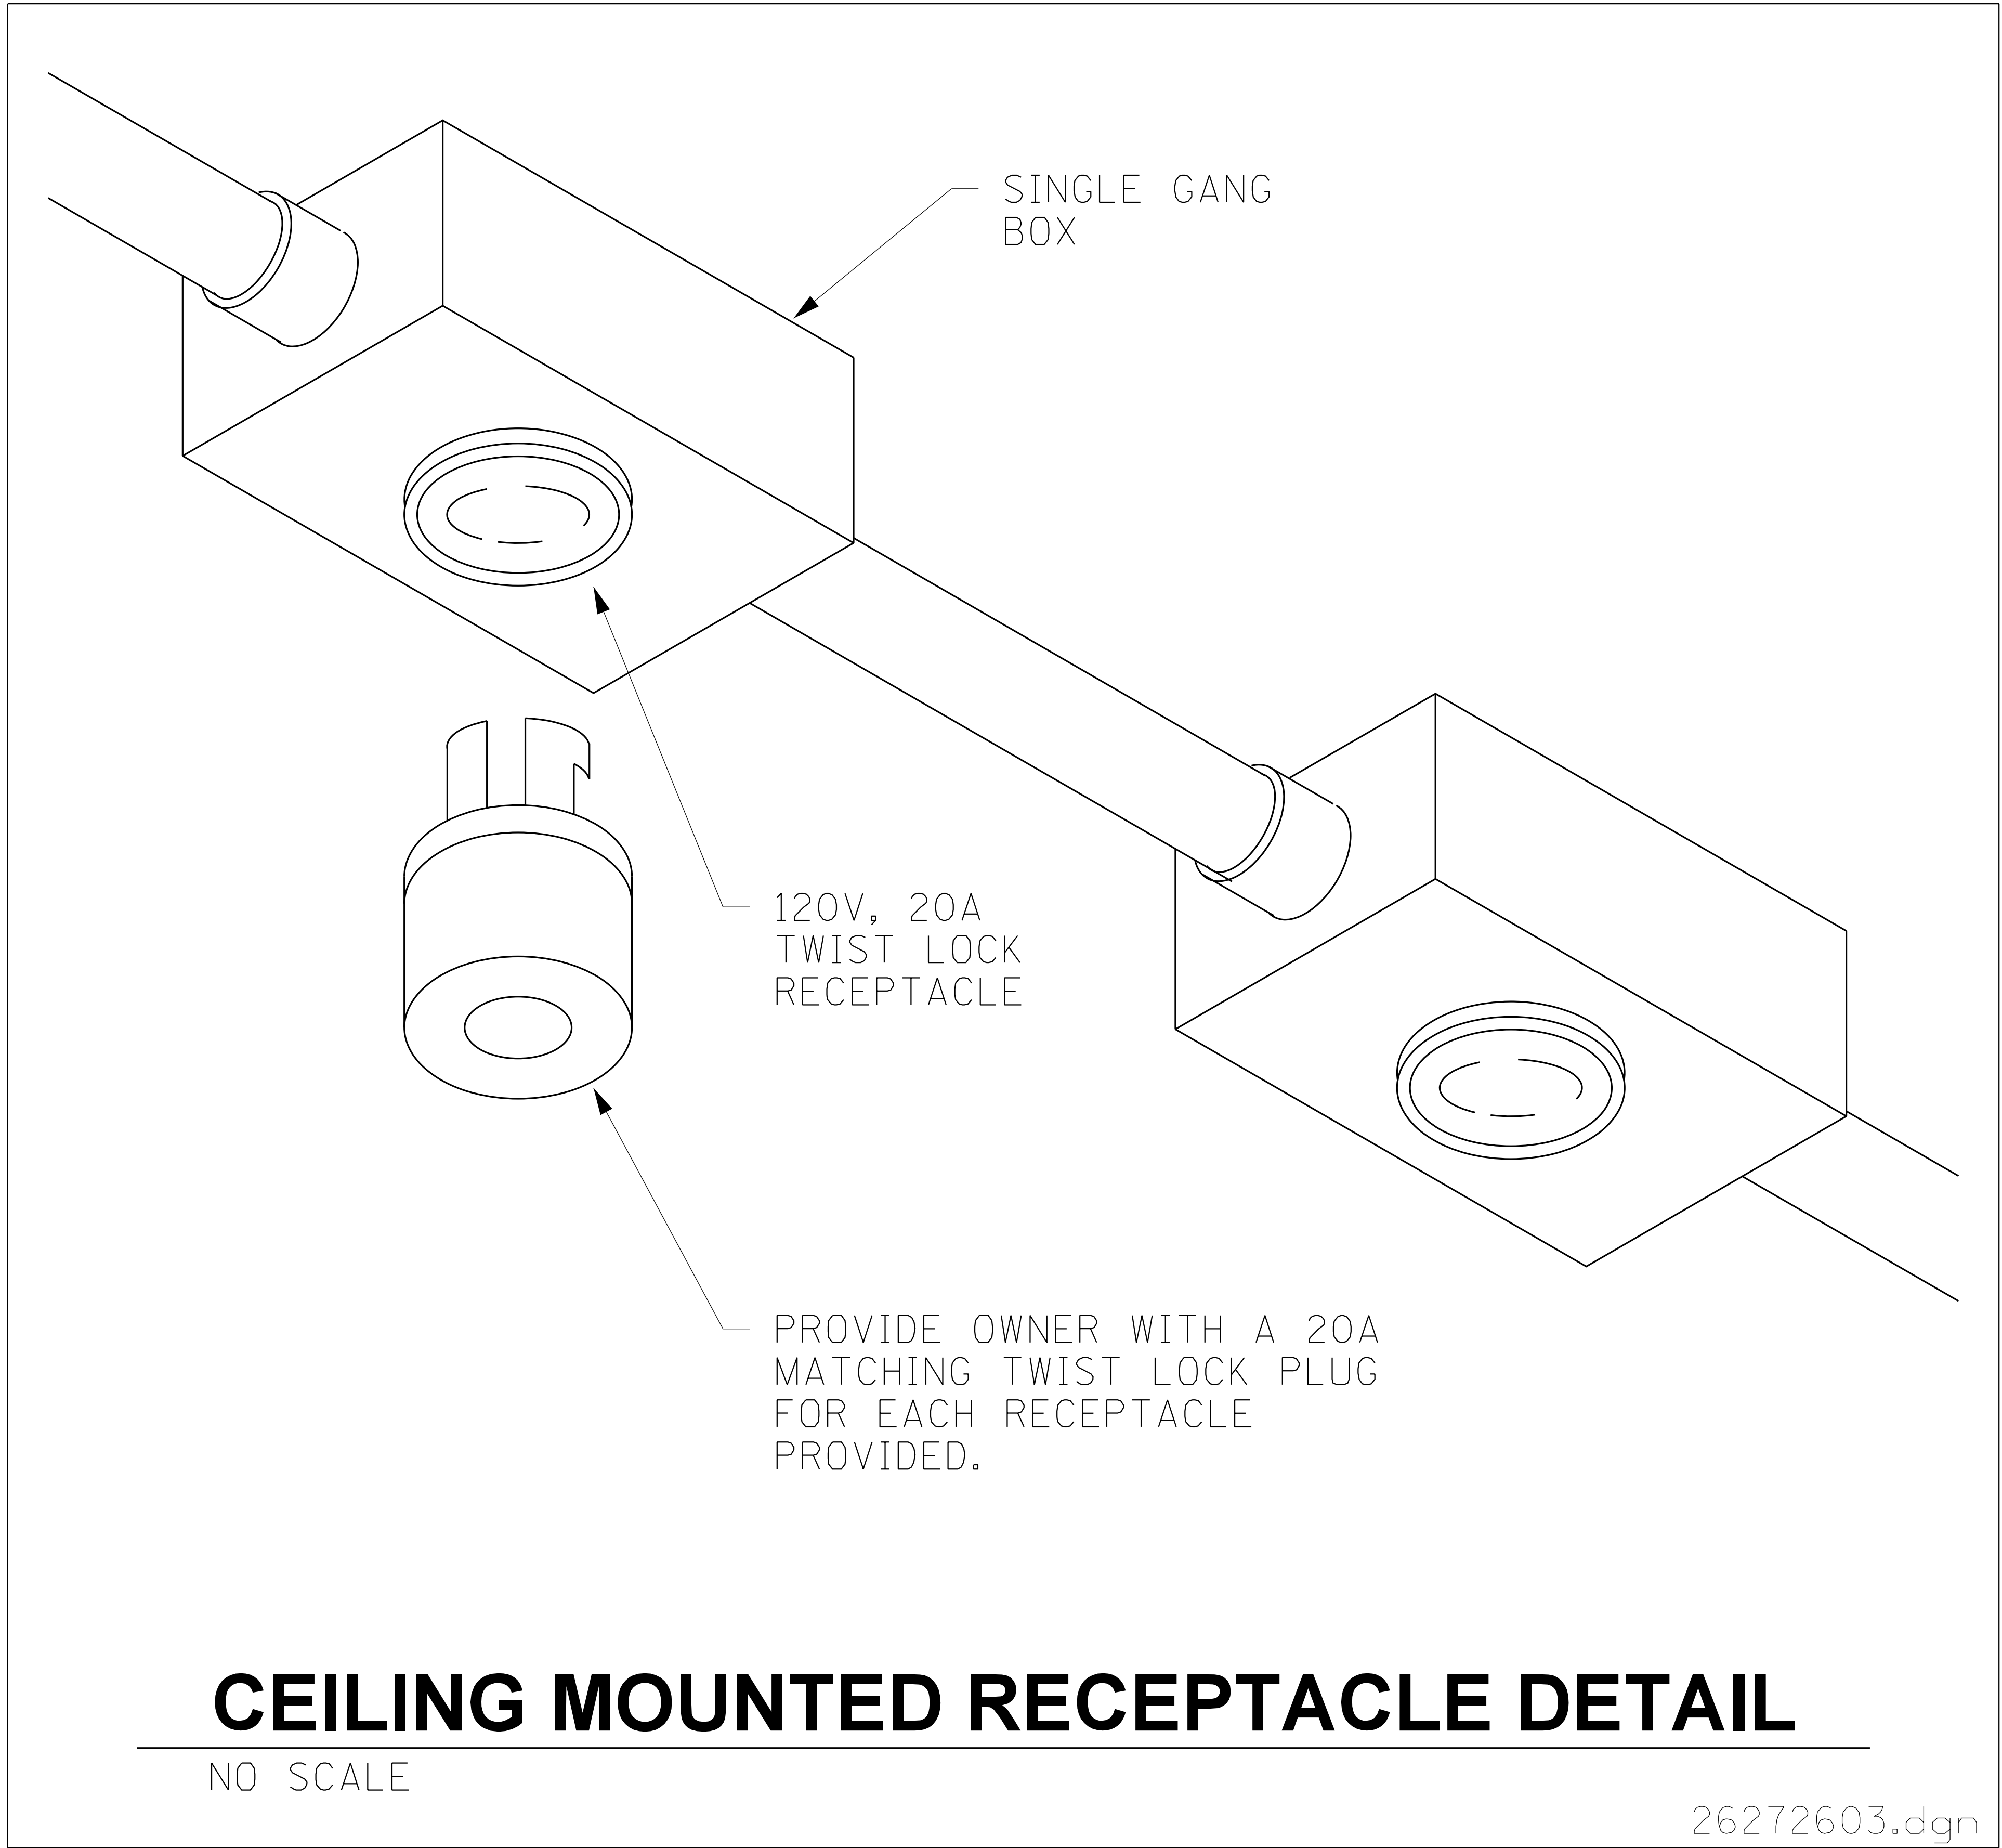 SINGLE GANG
BOX
120V, 20A
TWIST LOCK
RECEPTACLE
PROVIDE OWNER WITH A 20A
MATCHING TWIST LOCK PLUG
FOR EACH RECEPTACLE
PROVIDED.
CEILING MOUNTED RECEPTACLE DETAIL
NO SCALE
26272603.dgn